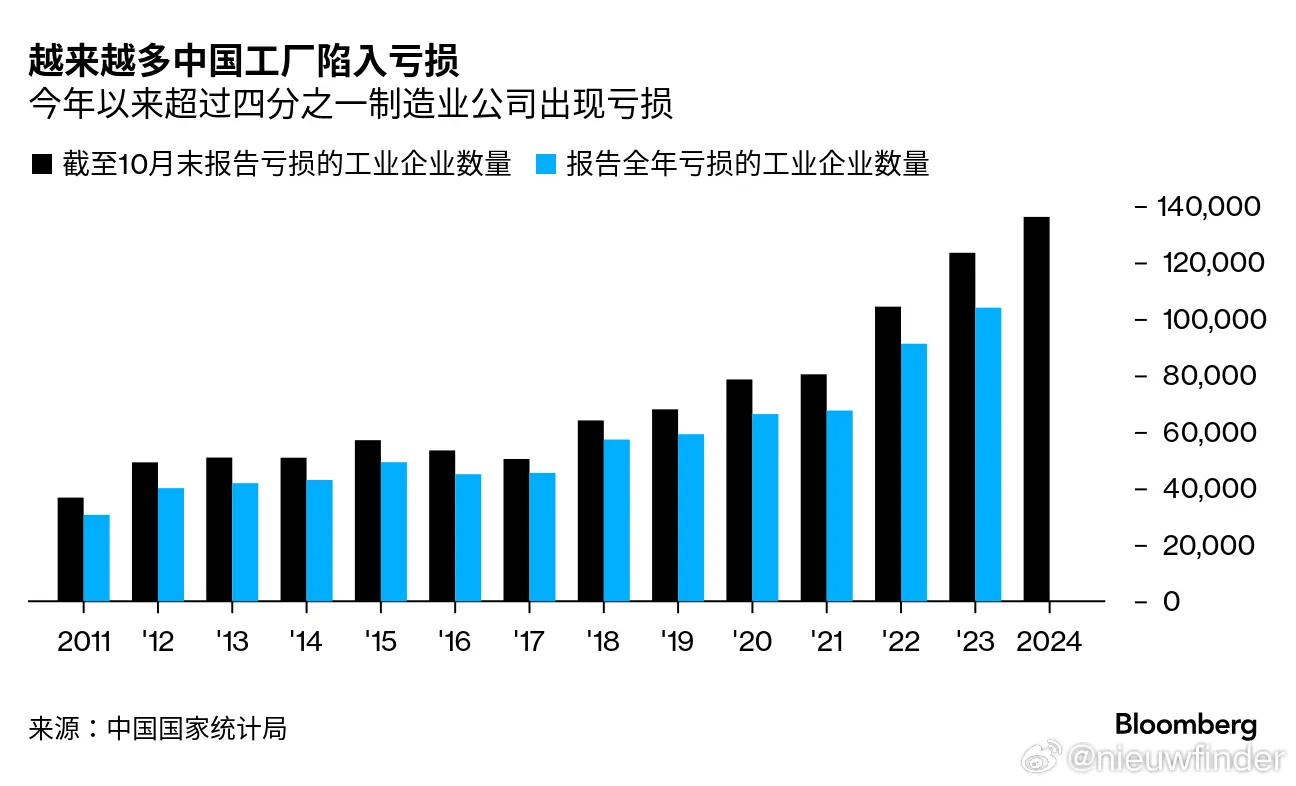 越来越多中国工厂陷入亏损
今年以来超过四分之一制造业公司出现亏损
截至10月末报告亏损的工业企业数量 报告全年亏损的工业企业数量
140,000
120,000
100,000
80,000
60,000
40,000
20,000
0
2011 '12 '13 '14 '15 '16 '17 '18 '19 '20 '21 '22 '23 2024
来源：中国国家统计局
Bloomberg
@nieuwfinder